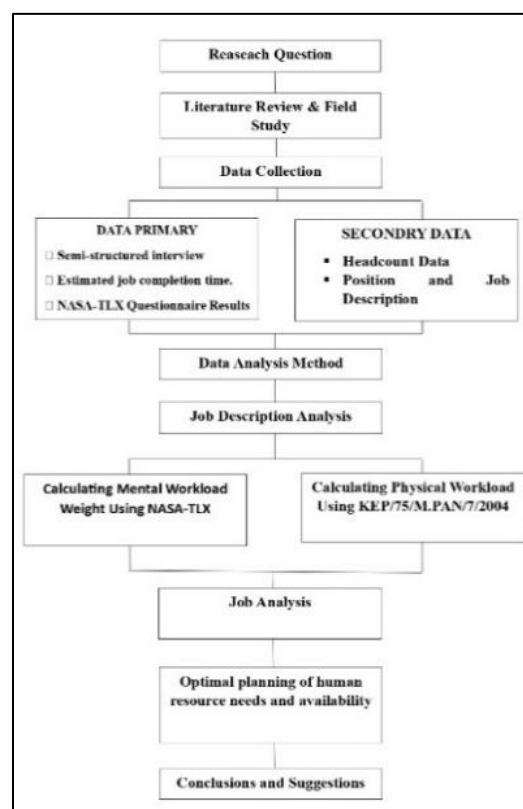 Reaseach Question
Literature Review & Field
Study
Data Collection
DATA PRIMARY
Semi-structured interview
Estimated job completion time.
NASA-TLX Questionnaire Results
SECONDRY DATA
▪ Headcount Data
▪ Position and Job
Description
Data Analysis Method
Job Description Analysis
Calculating Mental Workload
Weight Using NASA-TLX
Calculating Physical Workload
Using KEP/75/M.PAN/7/2004
Job Analysis
Optimal planning of human
resource needs and availability
Conclusions and Suggestions